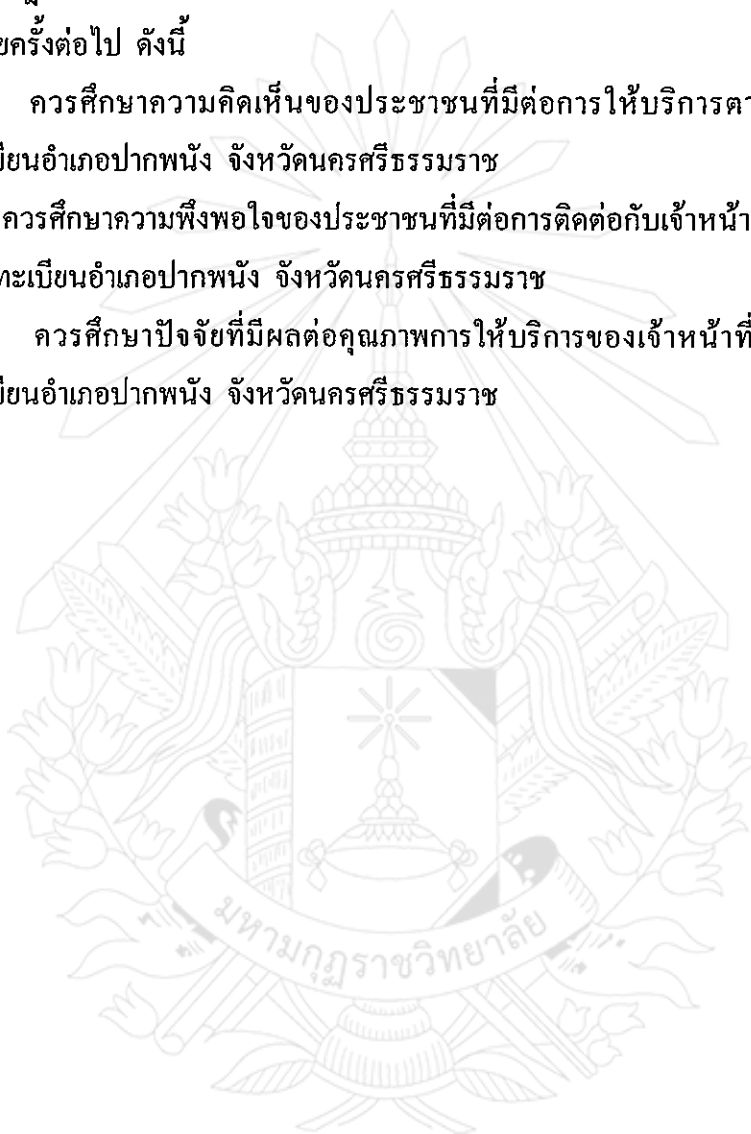 ยครั้งต่อไป ดังนี้
ควรศึกษาความคิดเห็นของประชาชนที่มีต่อการให้บริการตา
บียนอำเภอปากพนัง จังหวัดนครศรีธรรมราช
ควรศึกษาความพึงพอใจของประชาชนที่มีต่อการติดต่อกับเจ้าหน้า
ทะเบียนอำเภอปากพนัง จังหวัดนครศรีธรรมราช
ควรศึกษาปัจจัยที่มีผลต่อคุณภาพการให้บริการของเจ้าหน้าที่
บียนอำเภอปากพนัง จังหวัดนครศรีธรรมราช
มหามกุฏราชวิทยาลัย